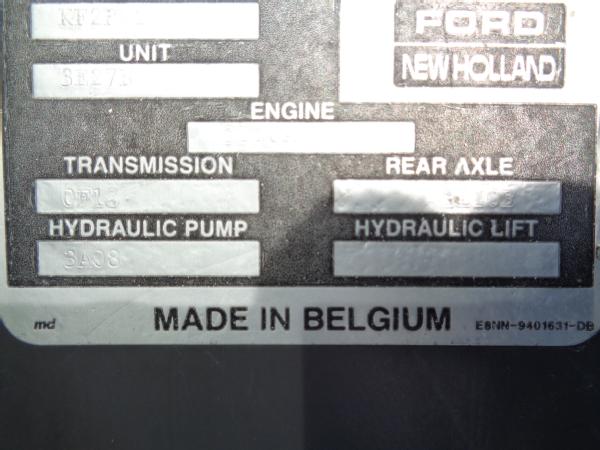 FORD
NEW HOLLAND
UNIT
ENGINE
TRANSMISSION REAR AXLE
HYDRAULIC PUMP HYDRAULIC LIFT
3A08
md MADE IN BELGIUM E8NN-9401631-DB